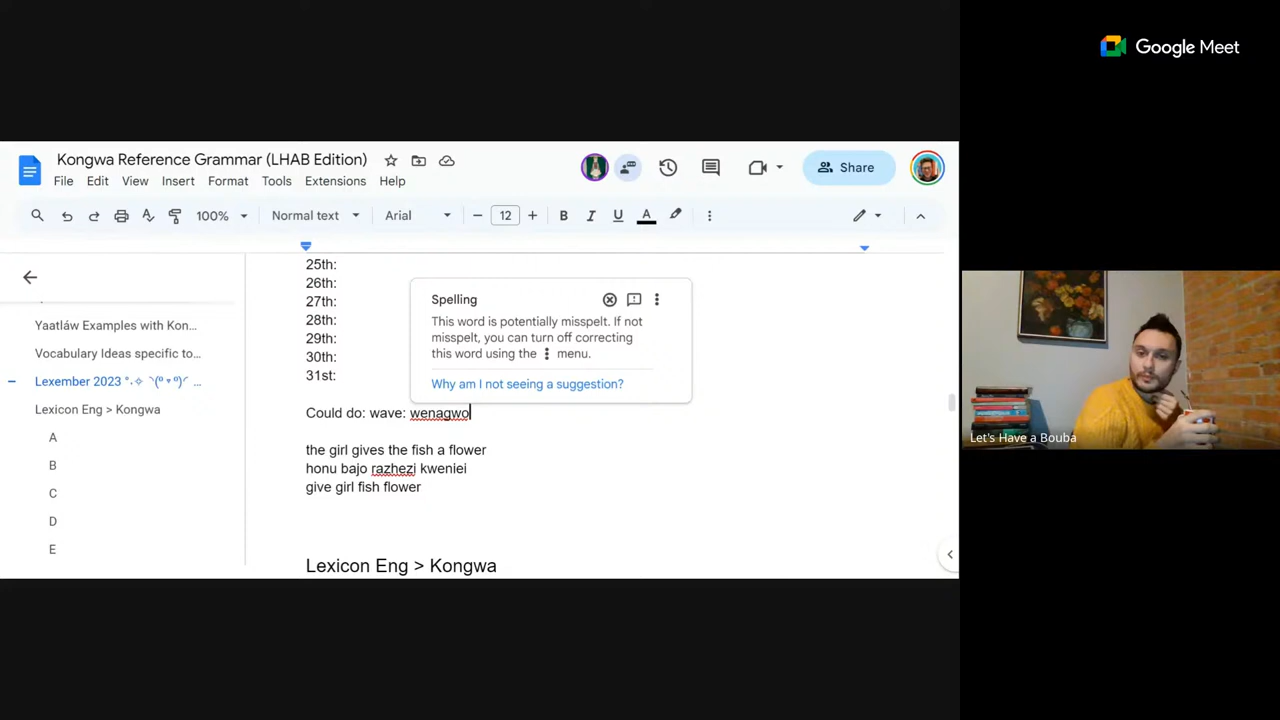 Google Meet
Kongwa Reference Grammar (LHAB Edition)
File Edit View Insert Format Tools Extensions Help
Share
100% Normal text Arial 12 B I U A
Yaatláw Examples with Kon...
Vocabulary Ideas specific to...
Lexember 2023 °˖✧ ◝(⁰▿⁰)◜ ...
Lexicon Eng > Kongwa
A
B
C
D
E
25th:
26th:
27th:
28th:
29th:
30th:
31st:
Spelling
This word is potentially misspelt. If not
misspelt, you can turn off correcting
this word using the ⋮ menu.
Why am I not seeing a suggestion?
Could do: wave: wenagwo
the girl gives the fish a flower
honu bajo razhezi kweniei
give girl fish flower
Lexicon Eng > Kongwa
Let's Have a Bouba